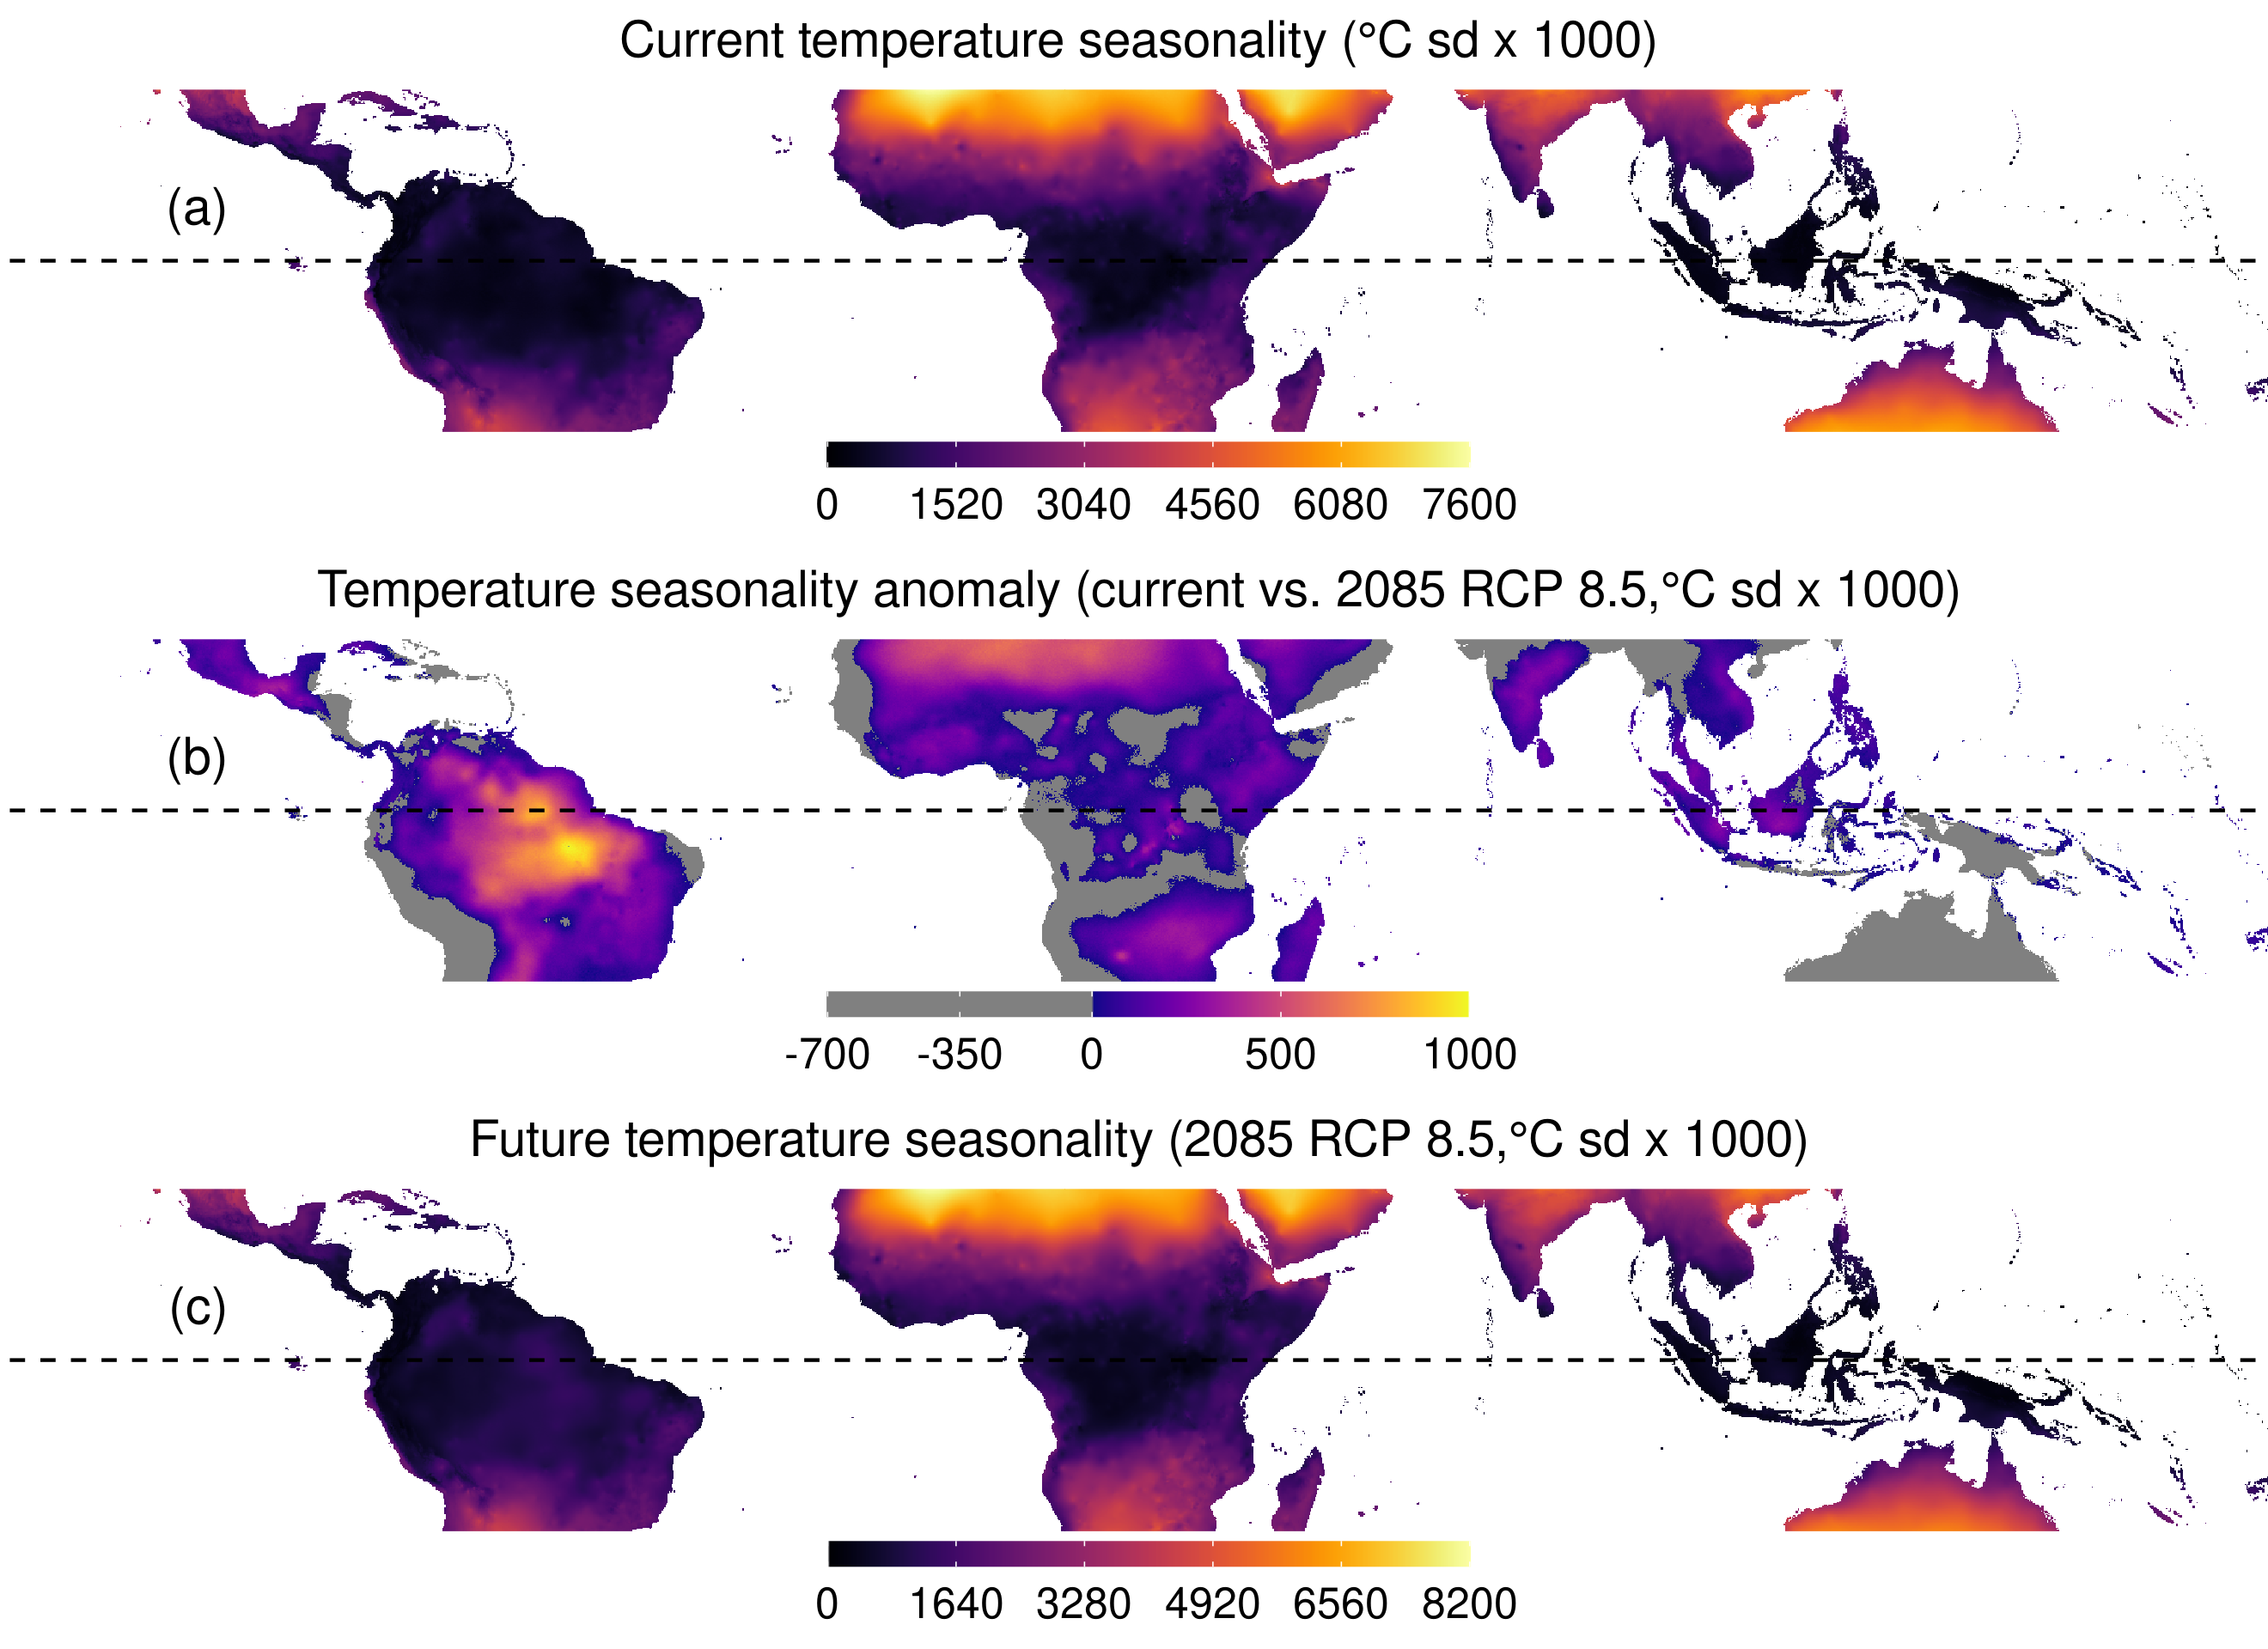 Current temperature seasonality (°C sd x 1000)
(a)
0 1520 3040 4560 6080 7600
Temperature seasonality anomaly (current vs. 2085 RCP 8.5,°C sd x 1000)
(b)
-700 -350 0 500 1000
Future temperature seasonality (2085 RCP 8.5,°C sd x 1000)
(c)
0 1640 3280 4920 6560 8200